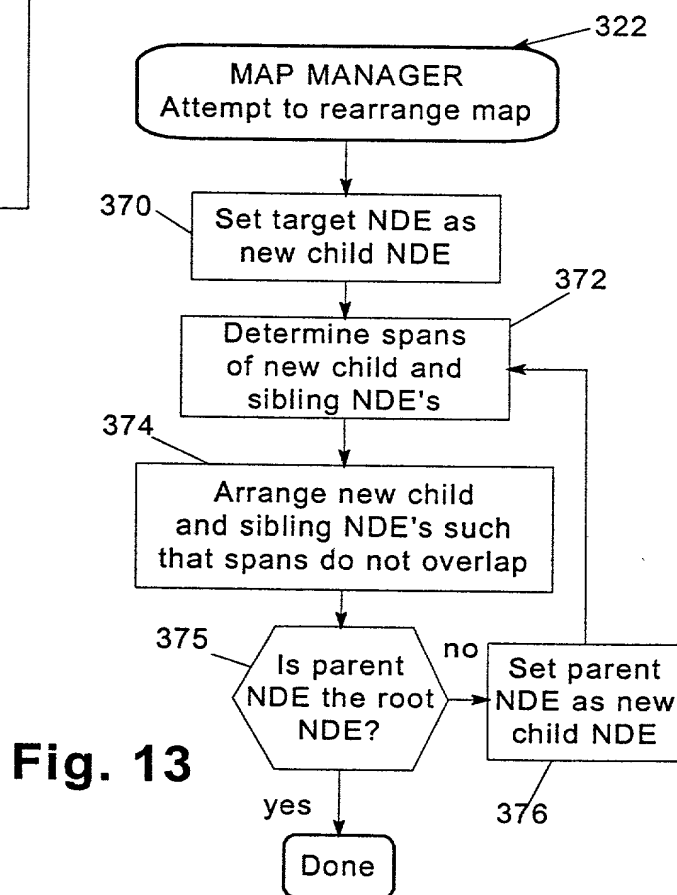 322
MAP MANAGER
Attempt to rearrange map
370
Set target NDE as
new child NDE
372
Determine spans
of new child and
sibling NDE's
374
Arrange new child
and sibling NDE's such
that spans do not overlap
375
Is parent
NDE the root
NDE?
no
Set parent
NDE as new
child NDE
376
yes
Done
Fig. 13